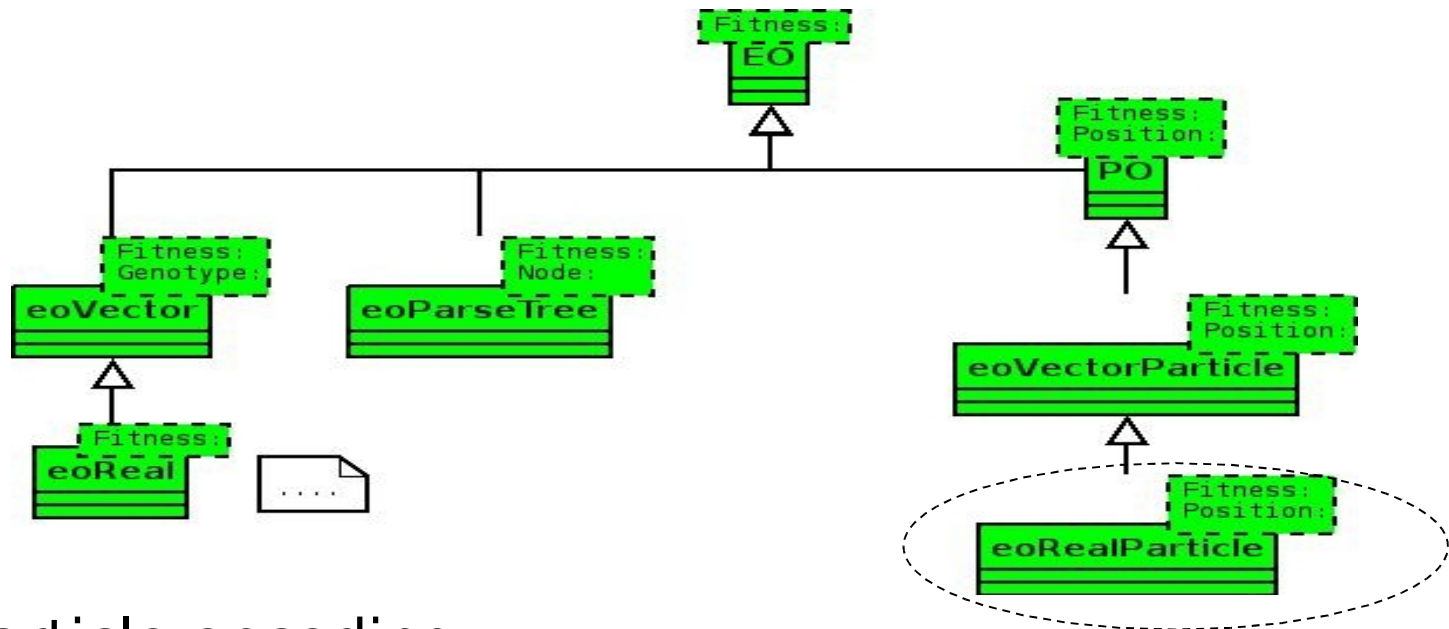 Fitness:
EO
Fitness:
Position:
PO
Fitness:
Genotype:
eoVector
Fitness:
Node:
eoParseTree
Fitness:
Position:
eoVectorParticle
Fitness:
eoReal
....
Fitness:
Position:
eoRealParticle